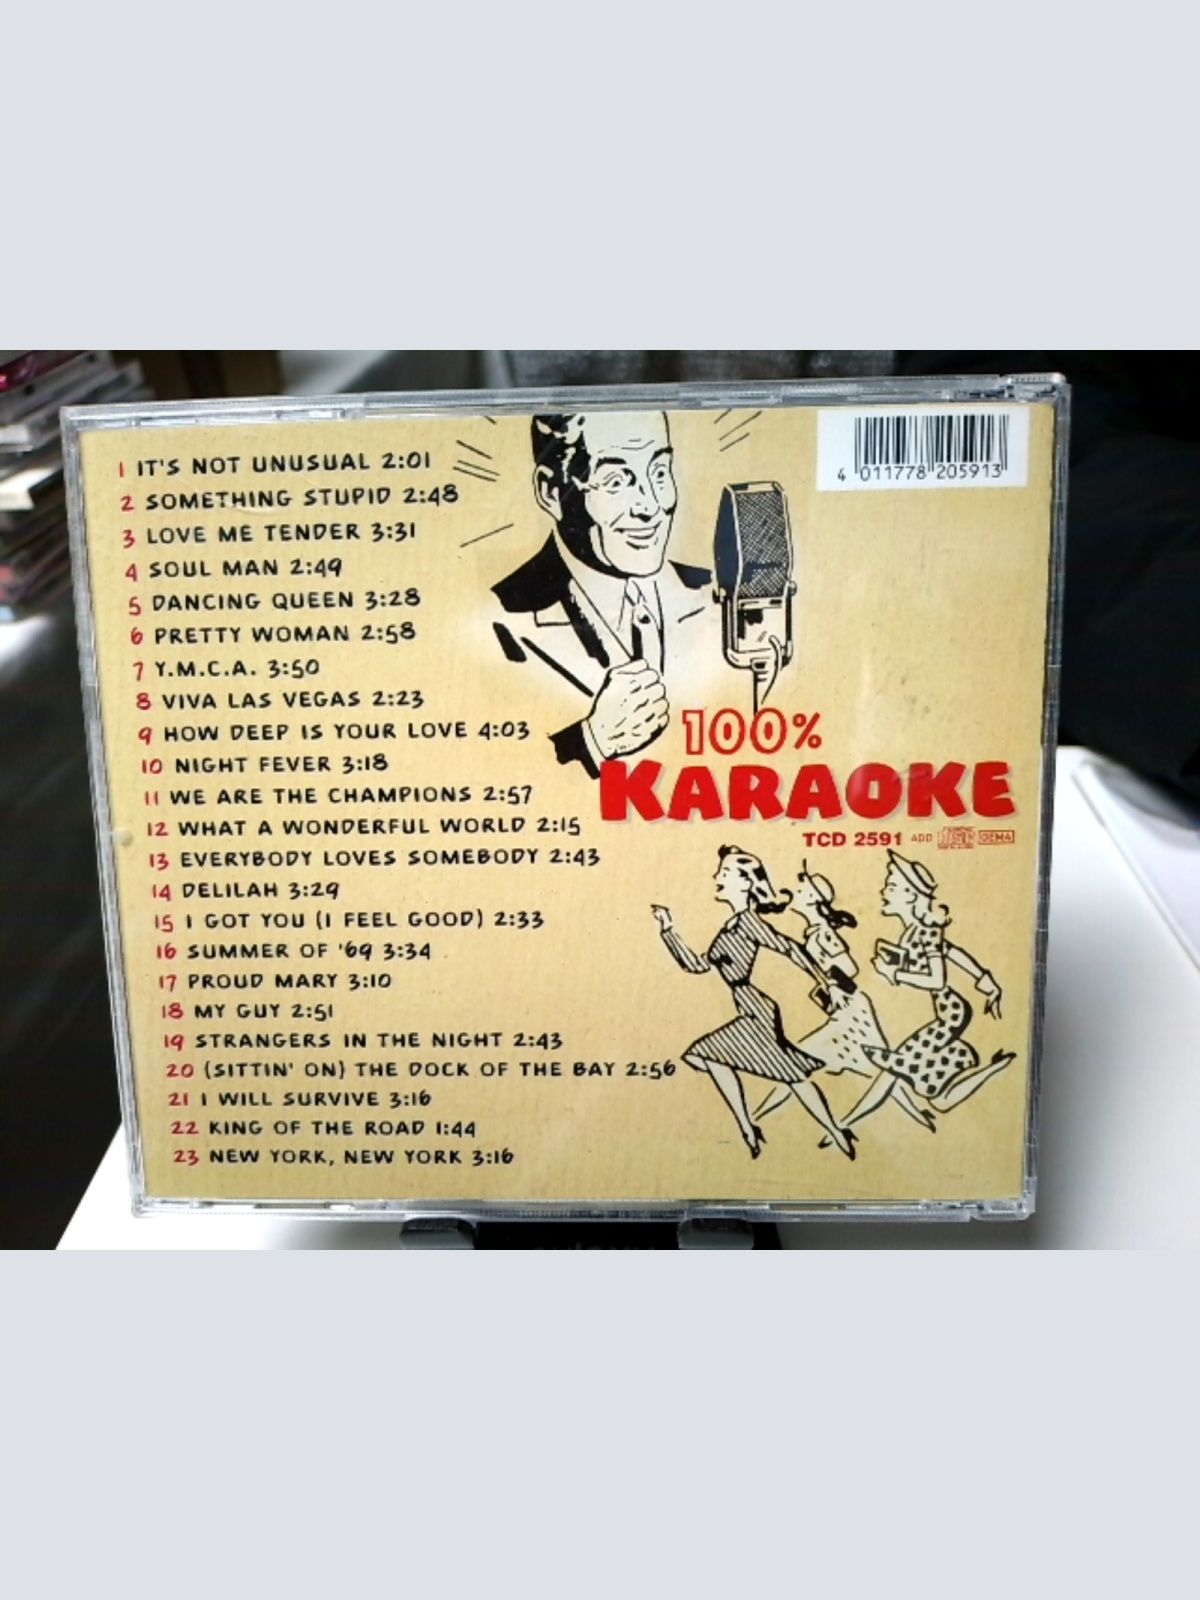 1 IT'S NOT UNUSUAL 2:01
2 SOMETHING STUPID 2:48
3 LOVE ME TENDER 3:31
4 SOUL MAN 2:49
5 DANCING QUEEN 3:28
6 PRETTY WOMAN 2:58
7 Y.M.C.A. 3:50
8 VIVA LAS VEGAS 2:23
9 HOW DEEP IS YOUR LOVE 4:03
10 NIGHT FEVER 3:18
11 WE ARE THE CHAMPIONS 2:57
12 WHAT A WONDERFUL WORLD 2:15
13 EVERYBODY LOVES SOMEBODY 2:43
14 DELILAH 3:29
15 I GOT YOU (I FEEL GOOD) 2:33
16 SUMMER OF '69 3:34
17 PROUD MARY 3:10
18 MY GUY 2:51
19 STRANGERS IN THE NIGHT 2:43
20 (SITTIN' ON) THE DOCK OF THE BAY 2:56
21 I WILL SURVIVE 3:16
22 KING OF THE ROAD 1:44
23 NEW YORK, NEW YORK 3:16
4 011778 205913
100%
KARAOKE
TCD 2591 ADD GEMA